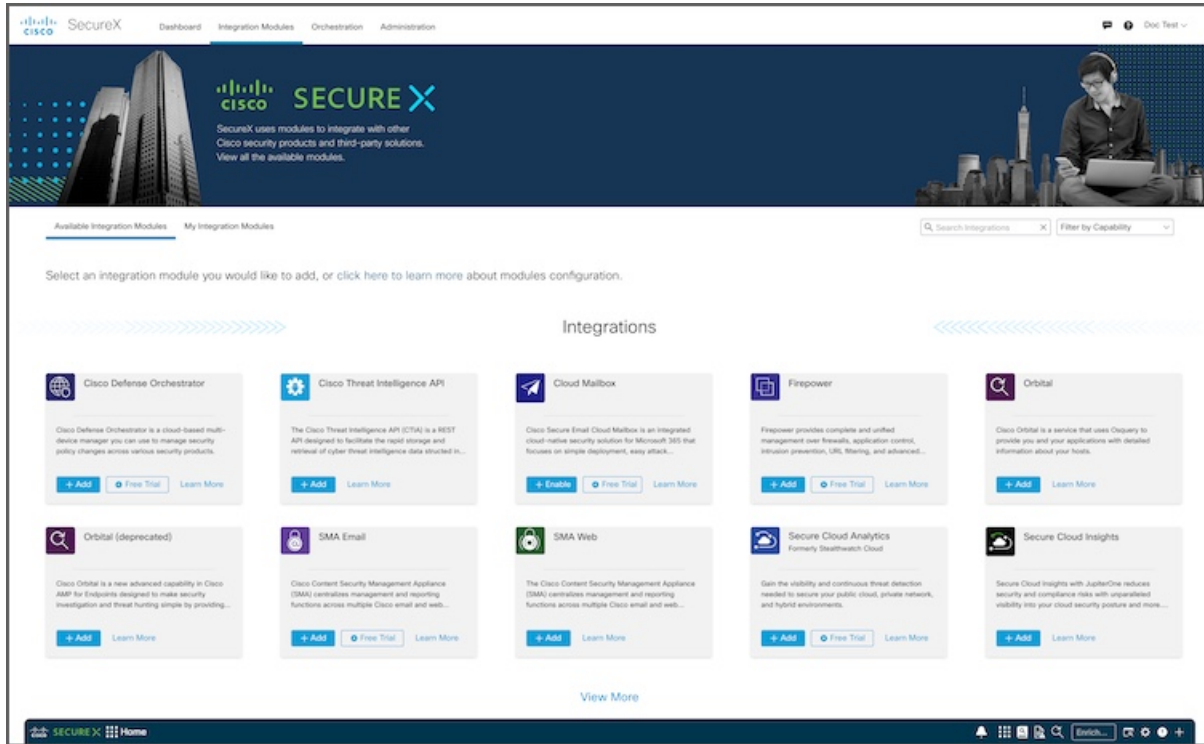 CISCO SecureX Dashboard Integration Modules Orchestration Administration Doc Test
CISCO SECURE X
SecureX uses modules to integrate with other
Cisco security products and third-party solutions.
View all the available modules.
Available Integration Modules My Integration Modules Search Integrations Filter by Capability
Select an integration module you would like to add, or click here to learn more about modules configuration.
Integrations
Cisco Defense Orchestrator
Cisco Defense Orchestrator is a cloud-based multi-
device manager you can use to manage security
policy changes across various security products.
+ Add Free Trial Learn More
Cisco Threat Intelligence API
The Cisco Threat Intelligence API (CTIA) is a REST
API designed to facilitate the rapid storage and
retrieval of cyber threat intelligence data structed in...
+ Add Learn More
Cloud Mailbox
Cisco Secure Email Cloud Mailbox is an integrated
cloud-native security solution for Microsoft 365 that
focuses on simple deployment, easy attack...
+ Enable Free Trial Learn More
Firepower
Firepower provides complete and unified
management over firewalls, application control,
intrusion prevention, URL filtering, and advanced...
+ Add Free Trial Learn More
Orbital
Cisco Orbital is a service that uses Osquery to
provide you and your applications with detailed
information about your hosts.
+ Add Learn More
Orbital (deprecated)
Cisco Orbital is a new advanced capability in Cisco
AMP for Endpoints designed to make security
investigation and threat hunting simple by providing...
+ Add Learn More
SMA Email
Cisco Content Security Management Appliance
(SMA) centralizes management and reporting
functions across multiple Cisco email and web...
+ Add Free Trial Learn More
SMA Web
The Cisco Content Security Management Appliance
(SMA) centralizes management and reporting
functions across multiple Cisco email and web...
+ Add Learn More
Secure Cloud Analytics
Formerly Stealthwatch Cloud
Gain the visibility and continuous threat detection
needed to secure your public cloud, private network,
and hybrid environments.
+ Add Free Trial Learn More
Secure Cloud Insights
Secure Cloud Insights with JupiterOne reduces
security and compliance risks with unparalleled
visibility into your cloud security posture and more....
+ Add Learn More
View More
CISCO SECURE X Home Enrich...